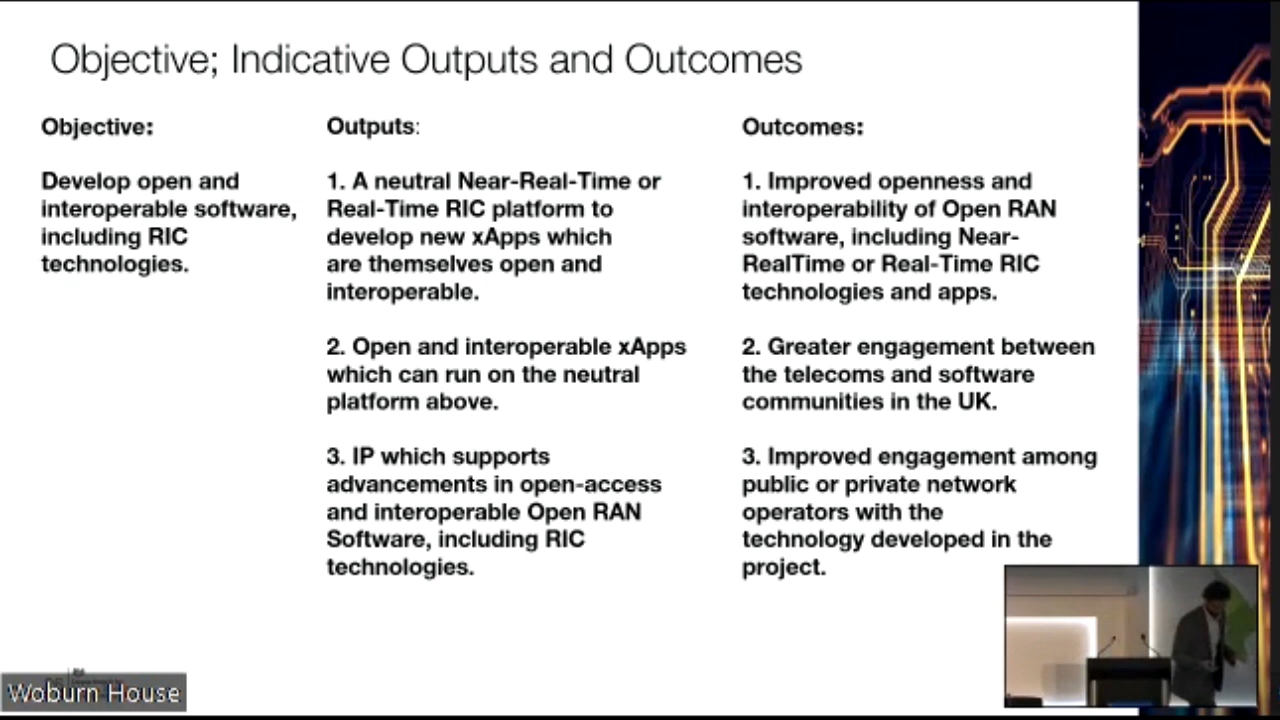 Objective; Indicative Outputs and Outcomes
Objective:
Develop open and
interoperable software,
including RIC
technologies.
Outputs:
1. A neutral Near-Real-Time or
Real-Time RIC platform to
develop new xApps which
are themselves open and
interoperable.
2. Open and interoperable xApps
which can run on the neutral
platform above.
3. IP which supports
advancements in open-access
and interoperable Open RAN
Software, including RIC
technologies.
Outcomes:
1. Improved openness and
interoperability of Open RAN
software, including Near-
RealTime or Real-Time RIC
technologies and apps.
2. Greater engagement between
the telecoms and software
communities in the UK.
3. Improved engagement among
public or private network
operators with the
technology developed in the
project.
Woburn House